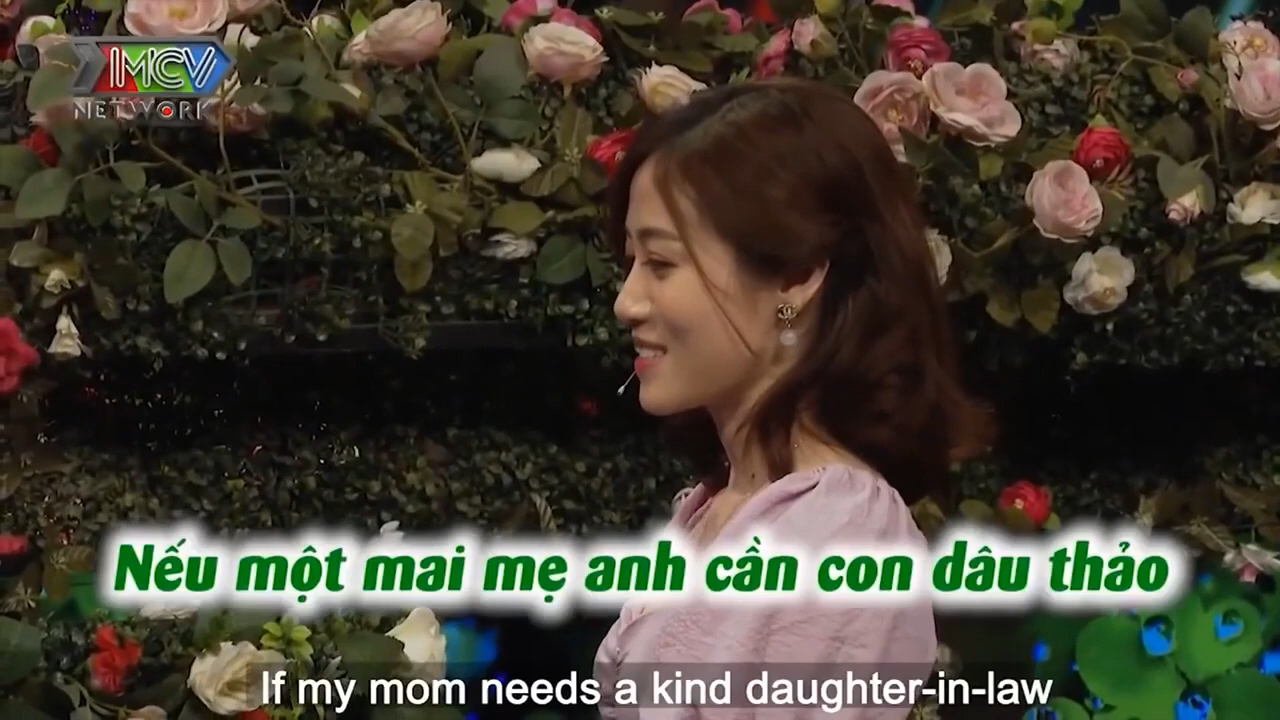 MCV
NETWORK
Nếu một mai mẹ anh cần con dâu thảo
If my mom needs a kind daughter-in-law